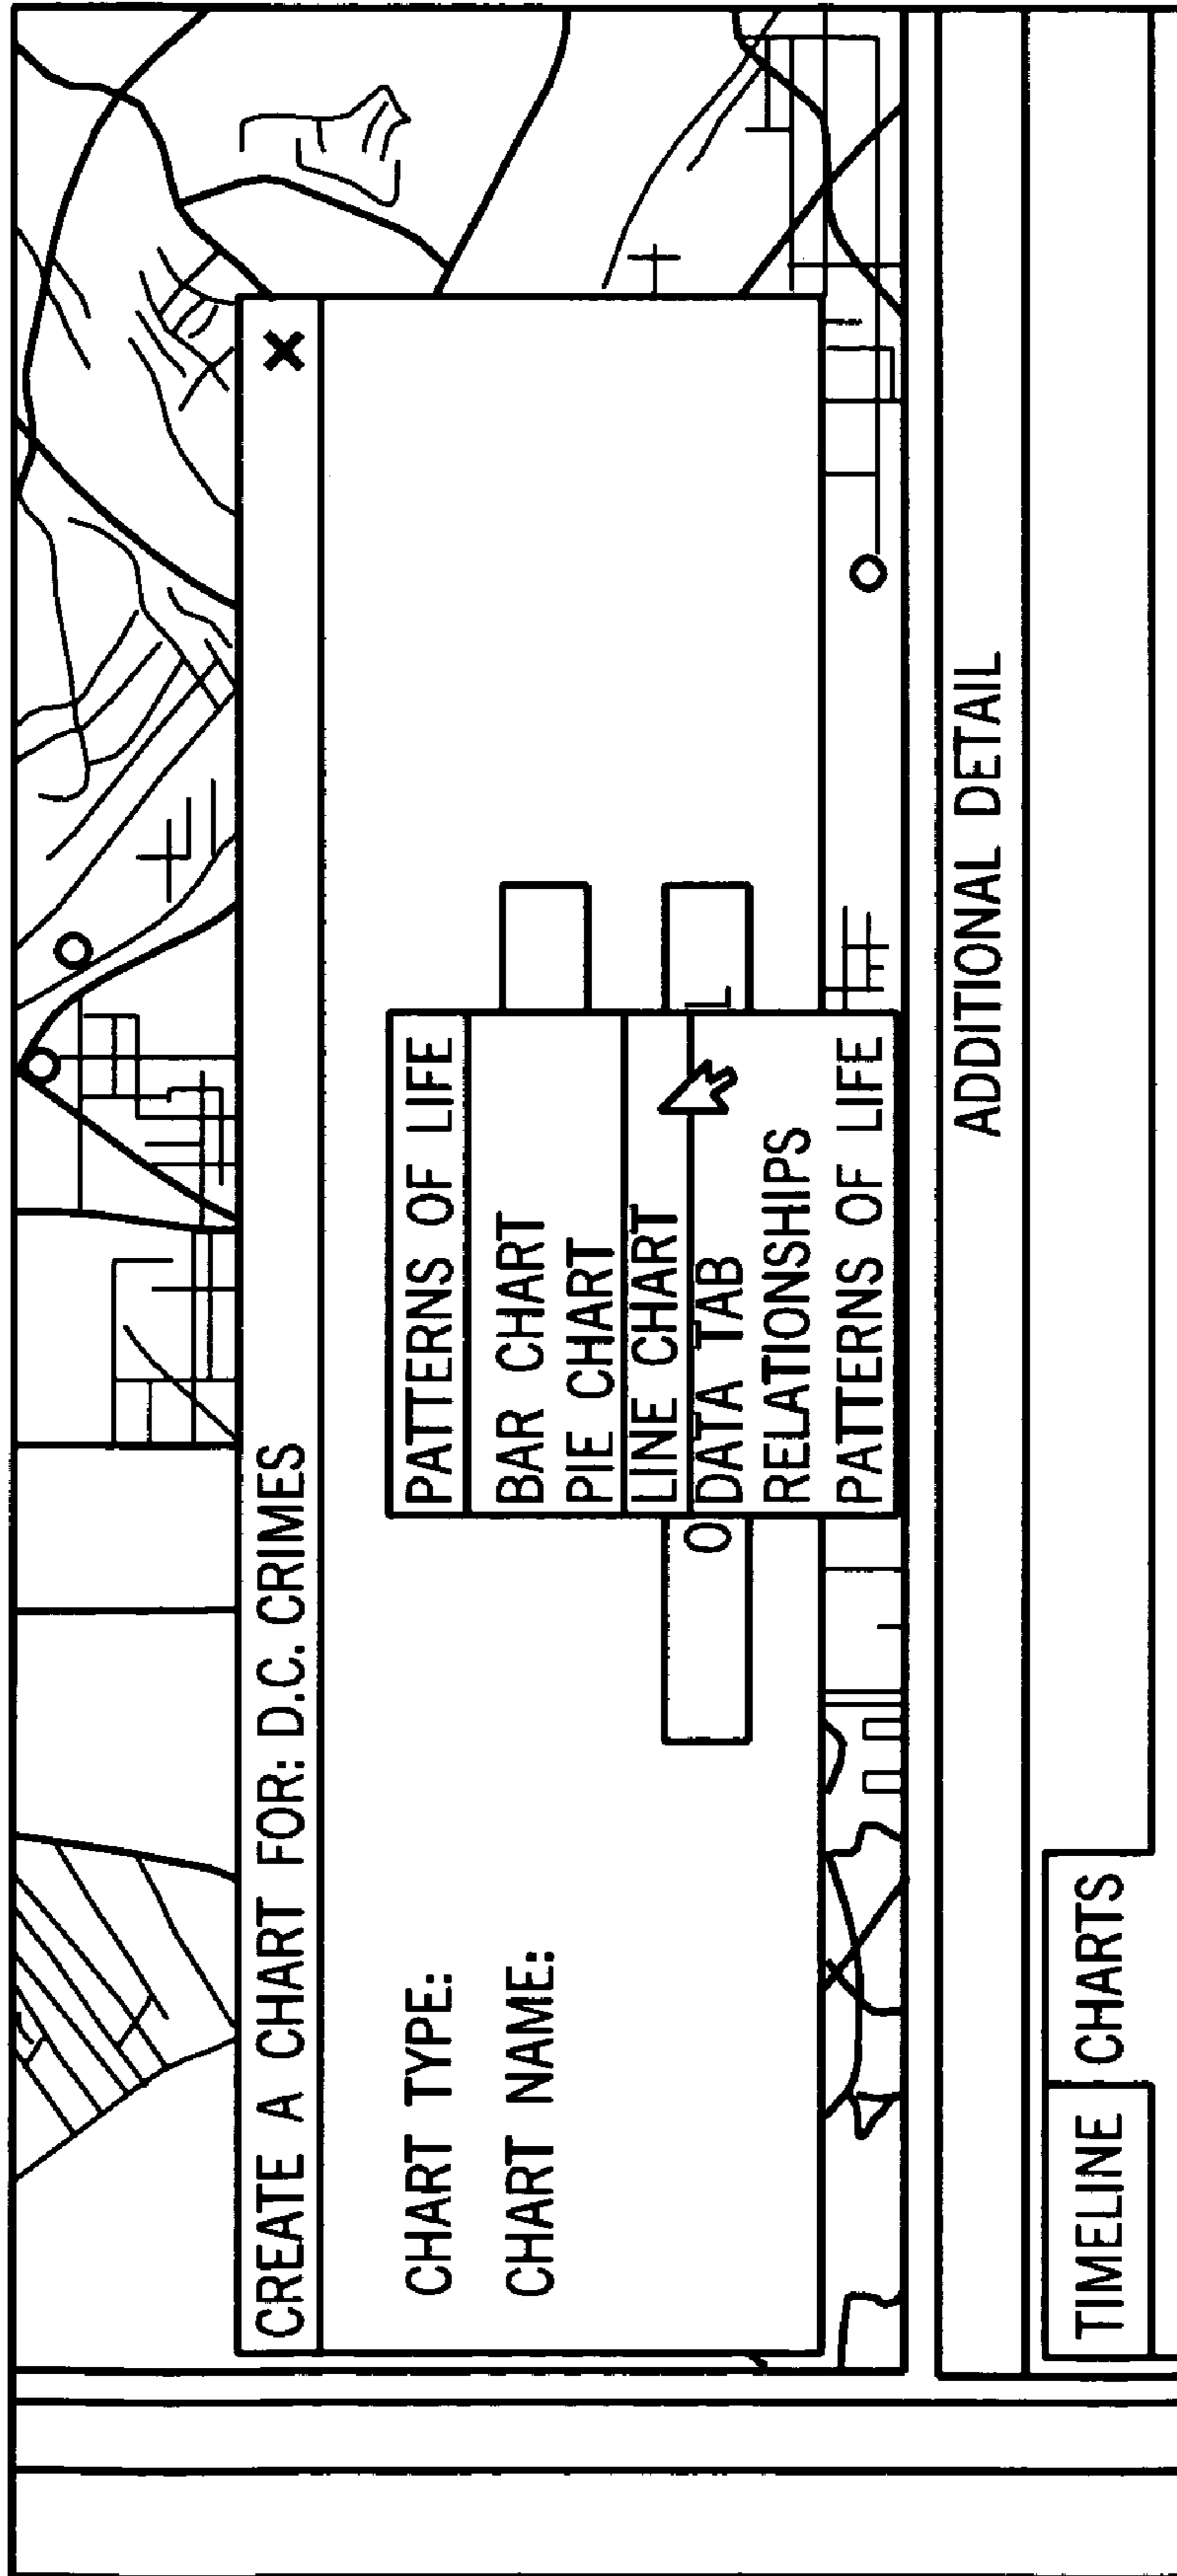 CREATE A CHART FOR: D.C. CRIMES
CHART TYPE:
PATTERNS OF LIFE
CHART NAME:
BAR CHART
PIE CHART
LINE CHART
DATA TAB
RELATIONSHIPS
PATTERNS OF LIFE
O
L
ADDITIONAL DETAIL
TIMELINE
CHARTS